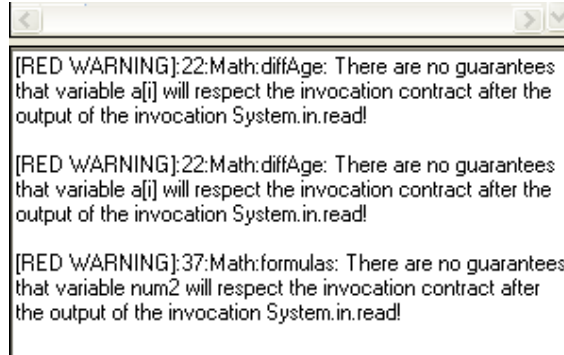 [RED WARNING]:22:Math:diffAge: There are no guarantees
that variable a[i] will respect the invocation contract after the
output of the invocation System.in.read!
[RED WARNING]:22:Math:diffAge: There are no guarantees
that variable a[i] will respect the invocation contract after the
output of the invocation System.in.read!
[RED WARNING]:37:Math:formulas: There are no guarantees
that variable num2 will respect the invocation contract after
the output of the invocation System.in.read!